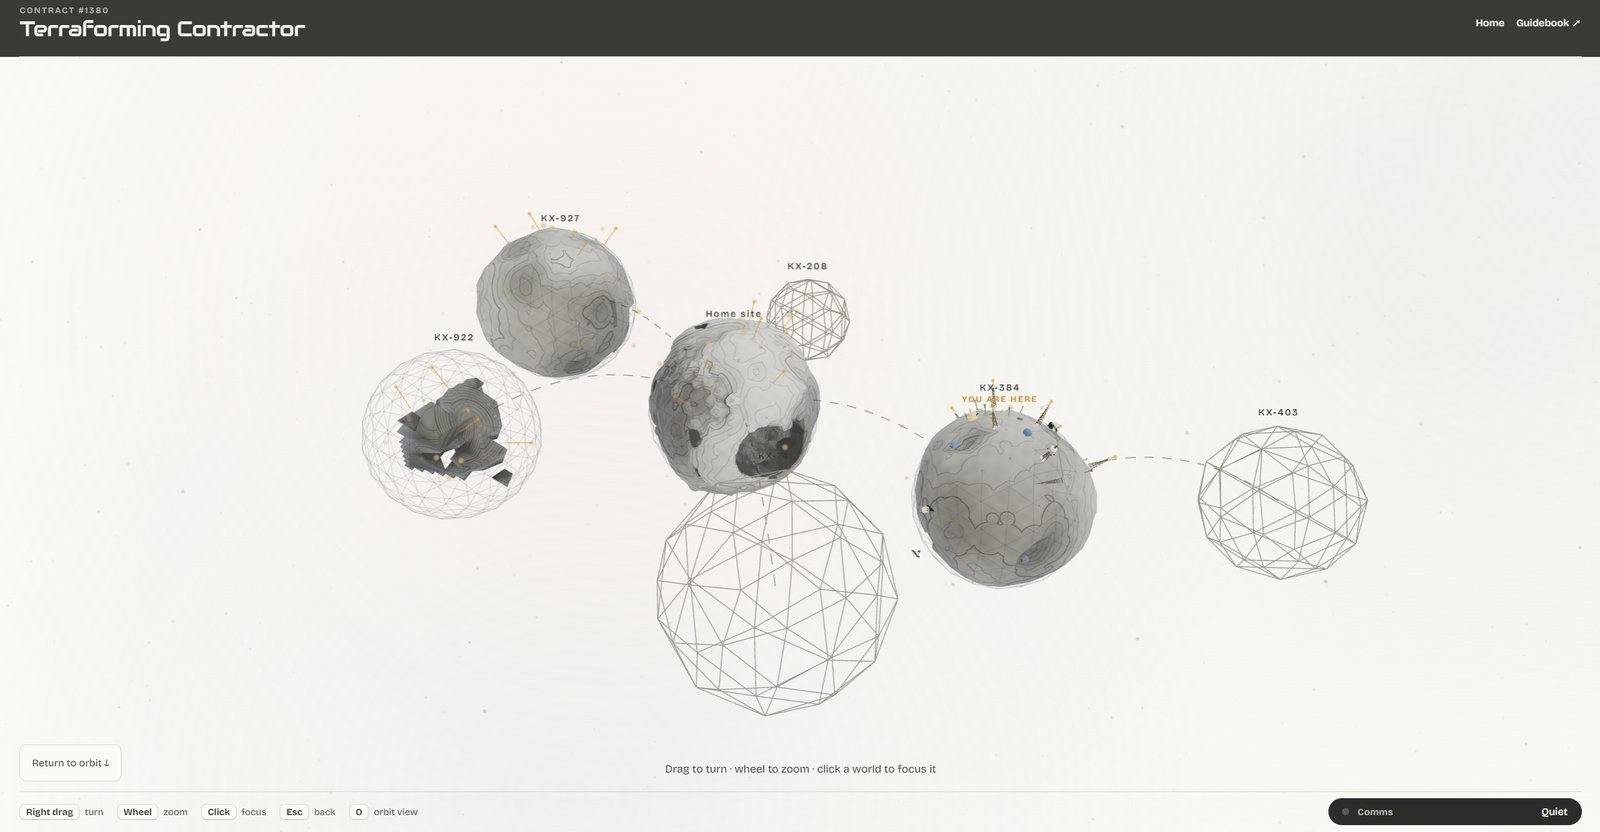 CONTRACT #1380
Terraforming Contractor
Home
Guidebook ↗
KX-927
KX-208
Home site
KX-922
KX-384
YOU ARE HERE
KX-403
Return to orbit ↓
Drag to turn · wheel to zoom · click a world to focus it
Right drag turn Wheel zoom Click focus Esc back O orbit view
Comms Quiet